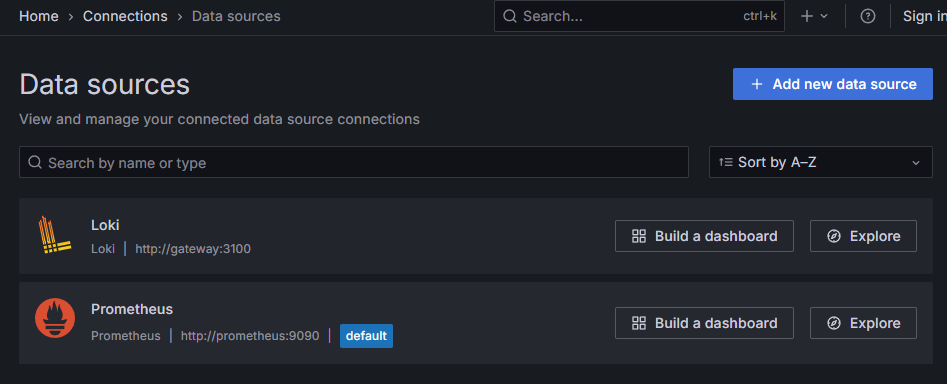 Home > Connections > Data sources
Search... ctrl+k
Sign in
Data sources
Add new data source
View and manage your connected data source connections
Search by name or type
Sort by A–Z
Loki
Loki | http://gateway:3100
Build a dashboard
Explore
Prometheus
Prometheus | http://prometheus:9090 | default
Build a dashboard
Explore